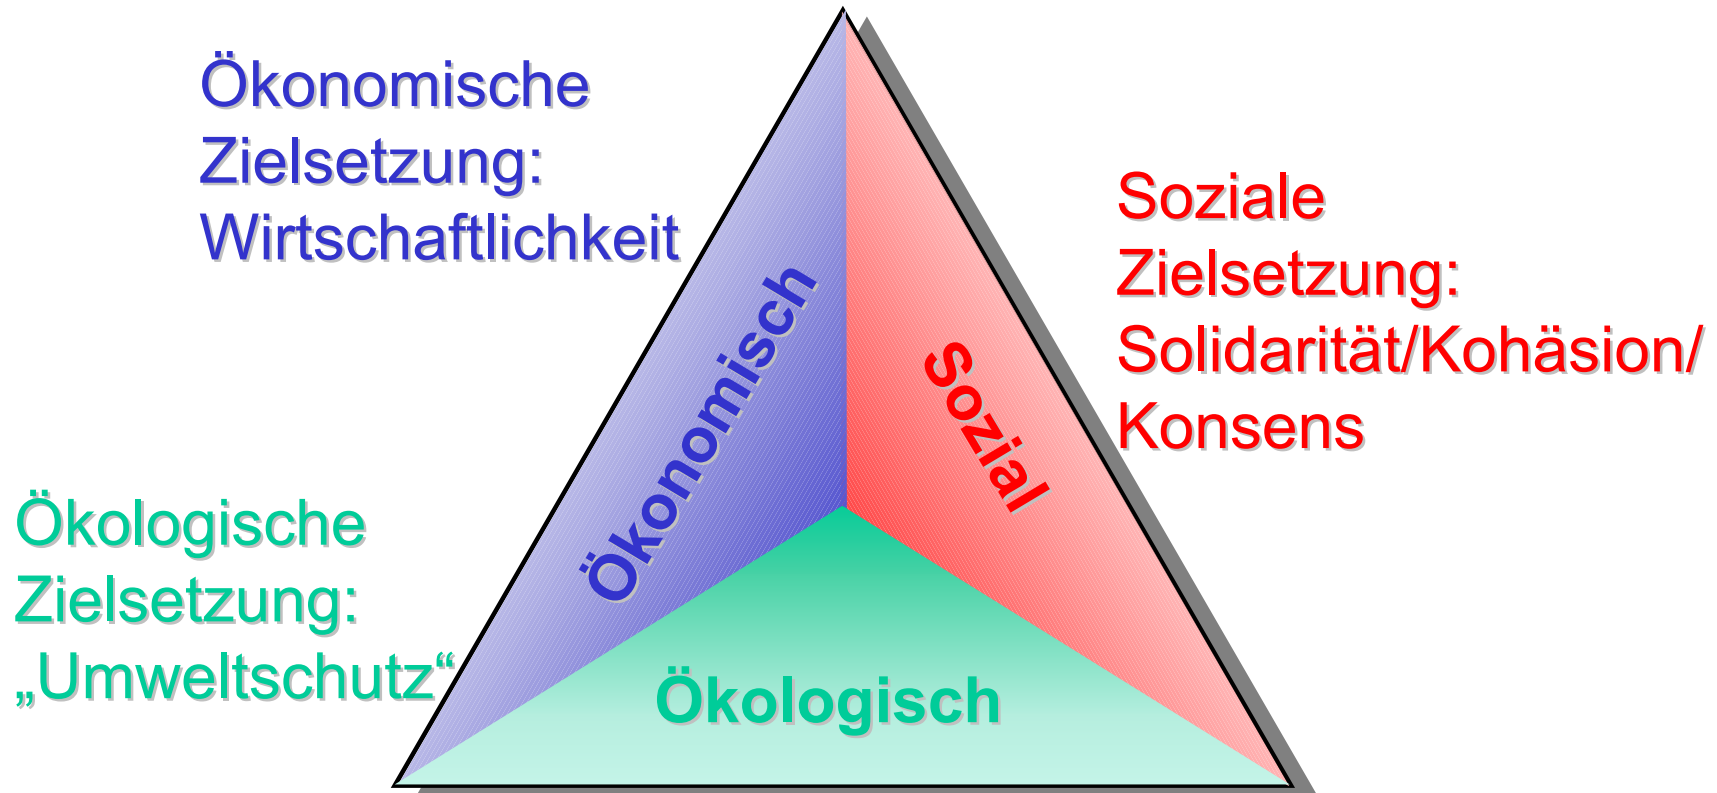 Ökonomische
Zielsetzung:
Wirtschaftlichkeit
Soziale
Zielsetzung:
Solidarität/Kohäsion/
Konsens
Ökologische
Zielsetzung:
„Umweltschutz“
Ökonomisch
Sozial
Ökologisch